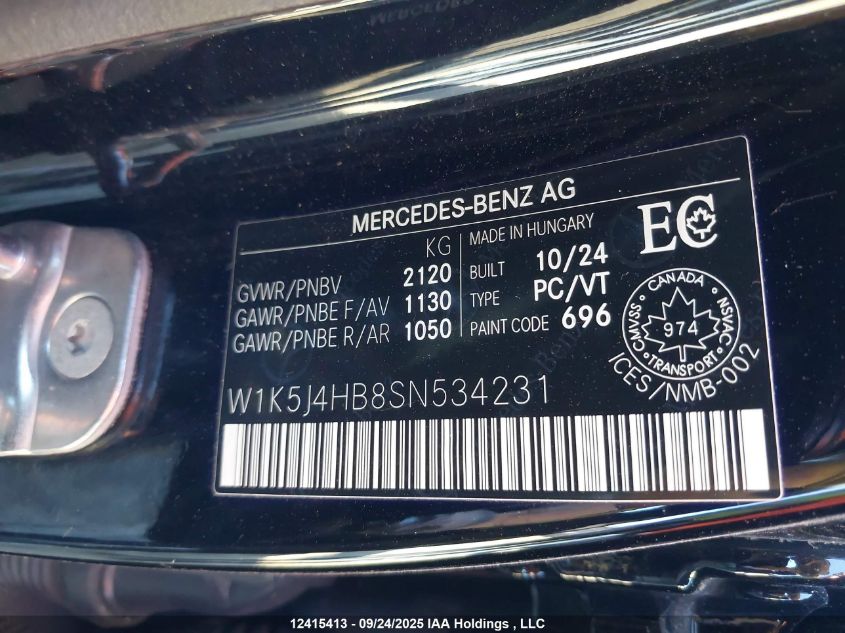 MERCEDES-BENZ AG
KG
GVWR/PNBV 2120
GAWR/PNBE F/AV 1130
GAWR/PNBE R/AR 1050
MADE IN HUNGARY
BUILT 10/24
TYPE PC/VT
PAINT CODE 696
EC
CANADA
CMVSS 974 NSVAC
TRANSPORT
ICES/NMB-002
W1K5J4HB8SN534231
12415413 - 09/24/2025 IAA Holdings , LLC